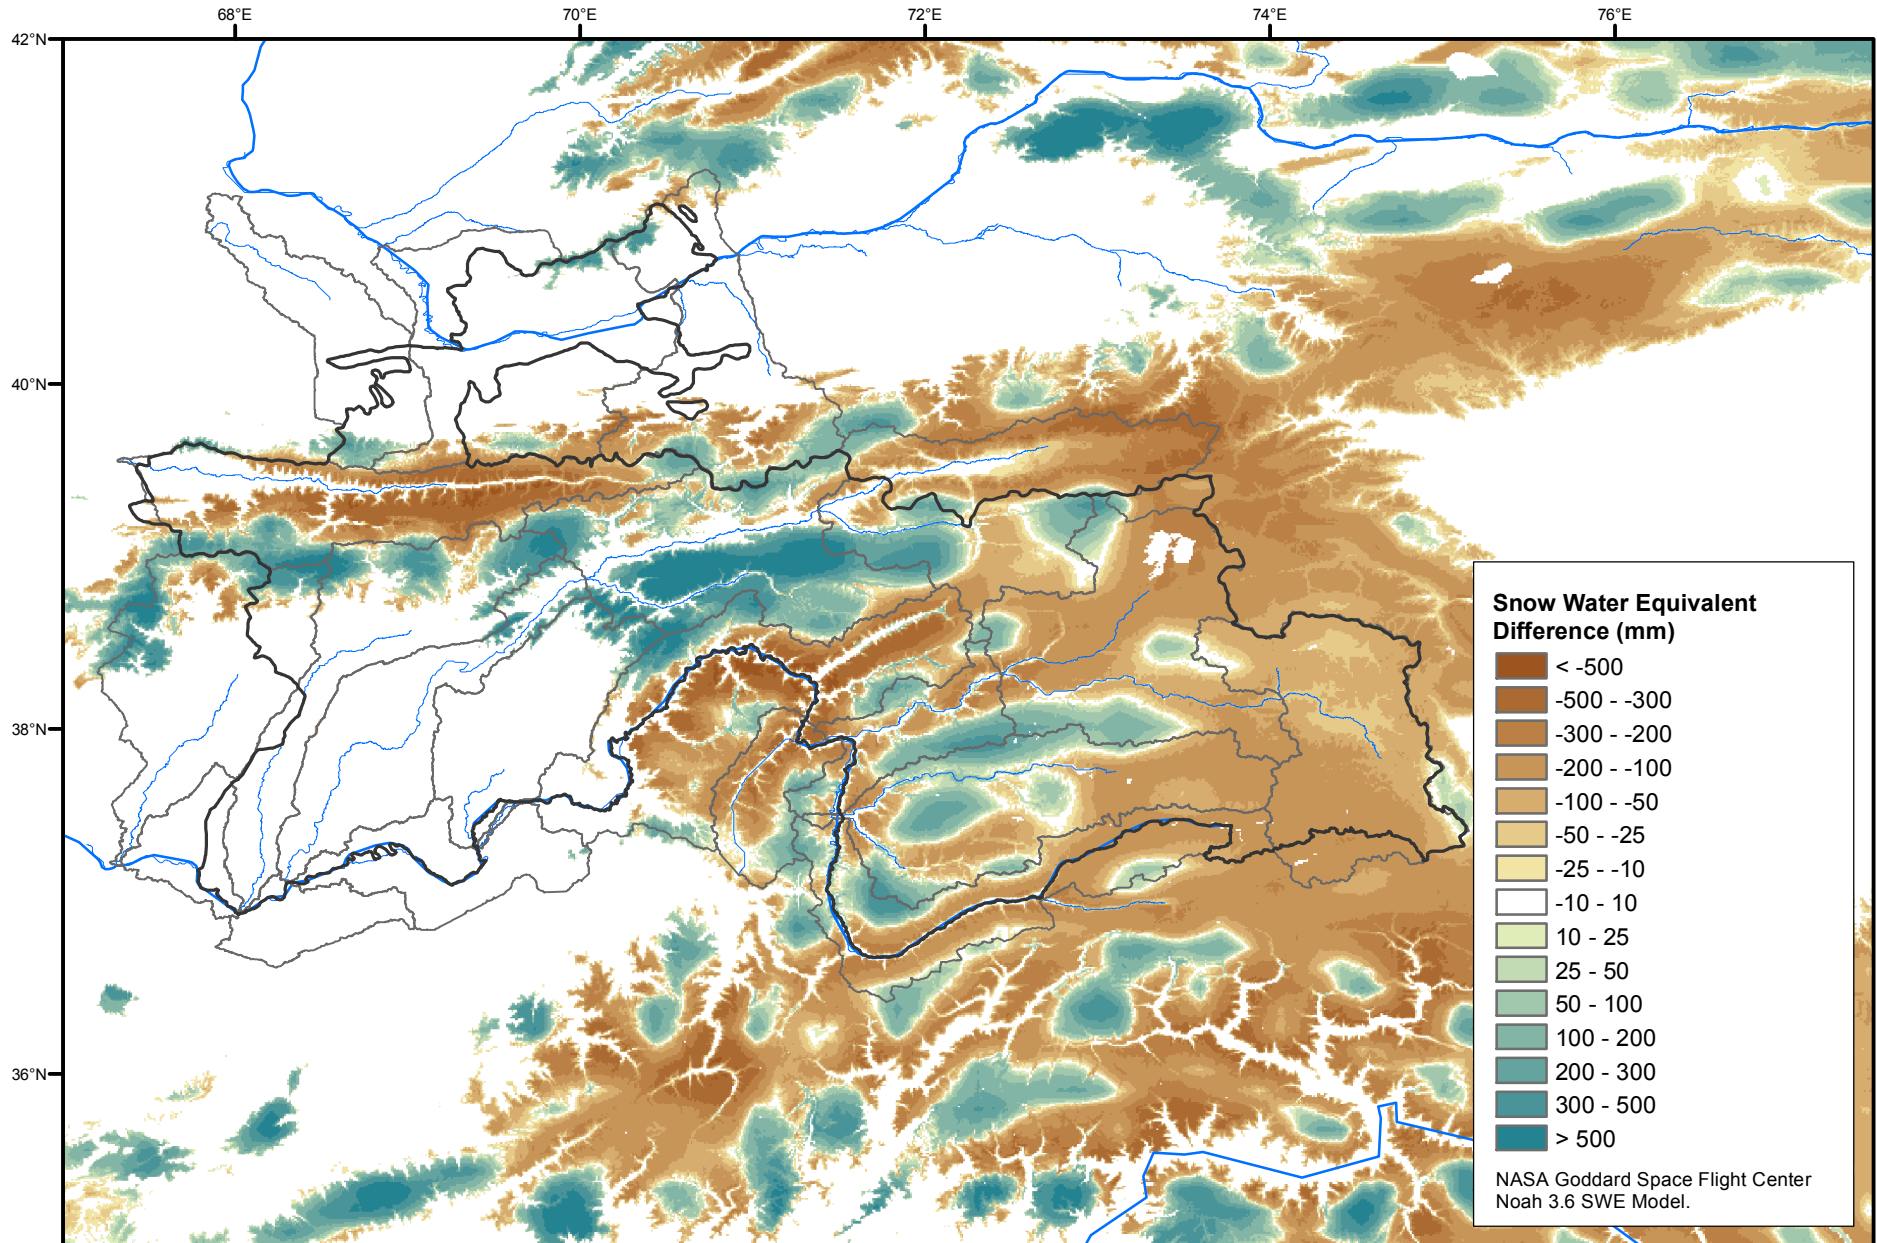 68°E 70°E 72°E 74°E 76°E
42°N
40°N
38°N
36°N
Snow Water Equivalent
Difference (mm)
< -500
-500 - -300
-300 - -200
-200 - -100
-100 - -50
-50 - -25
-25 - -10
-10 - 10
10 - 25
25 - 50
50 - 100
100 - 200
200 - 300
300 - 500
> 500
NASA Goddard Space Flight Center
Noah 3.6 SWE Model.